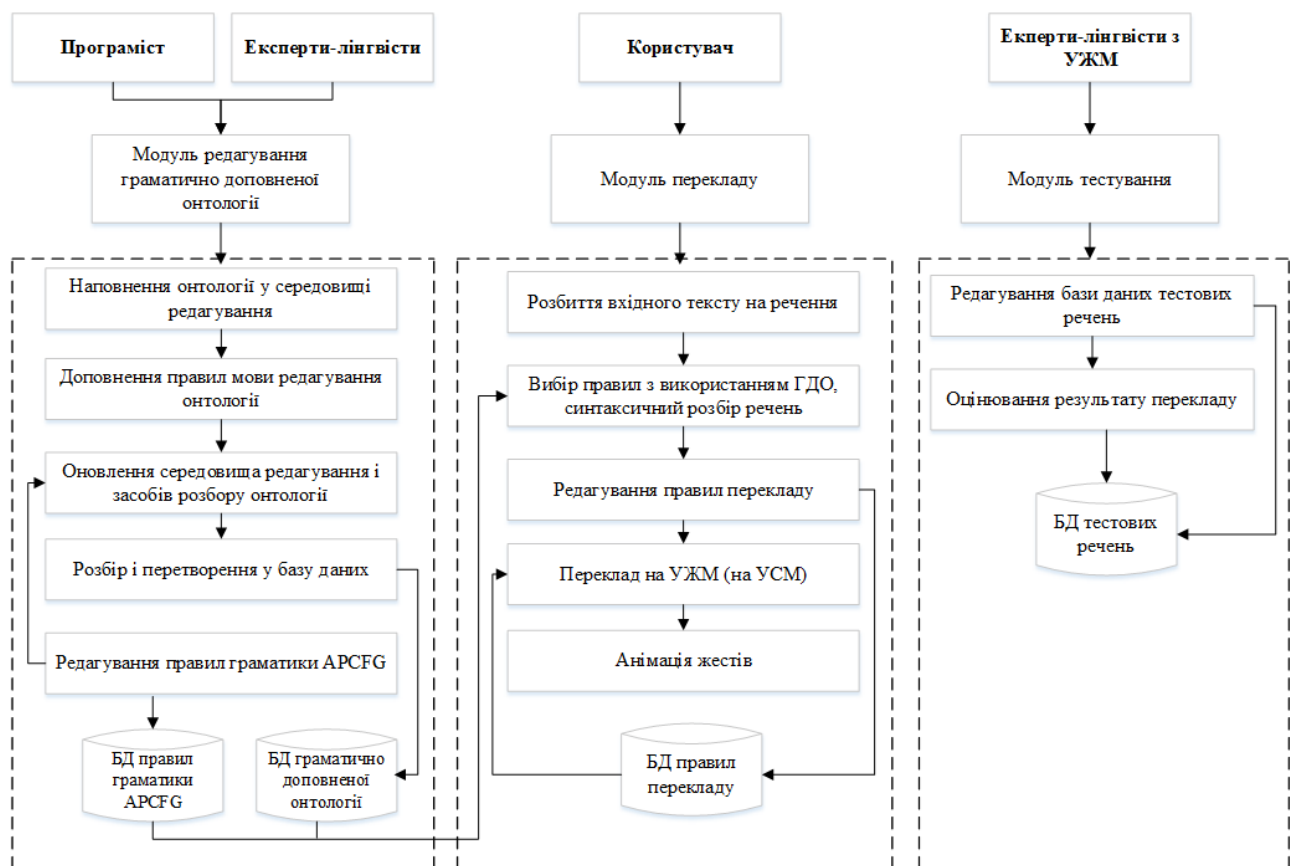 Програміст
Експерти-лінгвісти
Модуль редагування
граматично доповненої
онтології
Наповнення онтології у середовищі
редагування
Доповнення правил мови редагування
онтології
Оновлення середовища редагування і
засобів розбору онтології
Розбір і перетворення у базу даних
Редагування правил граматики APCFG
БД правил
граматики
APCFG
БД граматично
доповненої
онтології
Користувач
Модуль перекладу
Розбиття вхідного тексту на речення
Вибір правил з використанням ГДО,
синтаксичний розбір речень
Редагування правил перекладу
Переклад на УЖМ (на УСМ)
Анімація жестів
БД правил
перекладу
Екперти-лінгвісти з
УЖМ
Модуль тестування
Редагування бази даних тестових
речень
Оцінювання результату перекладу
БД тестових
речень